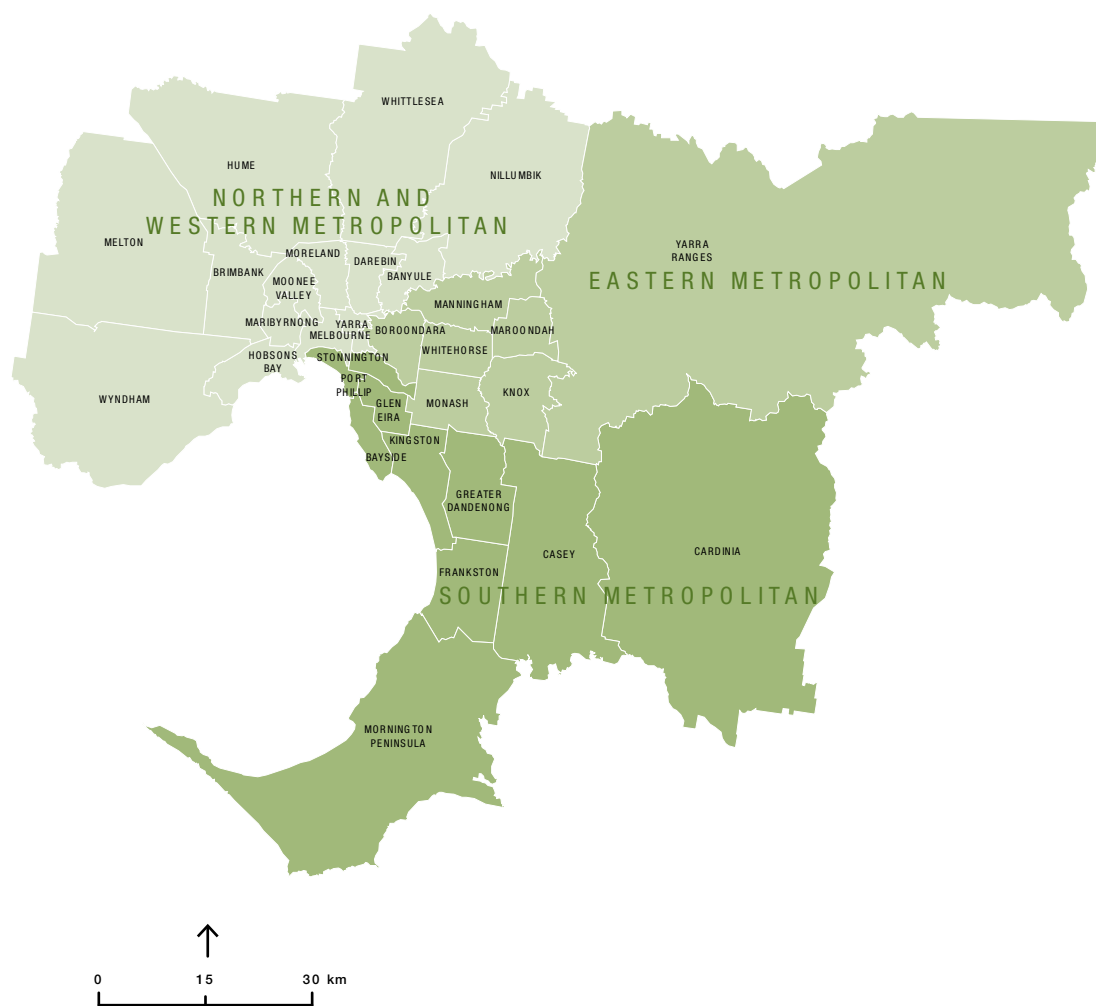 WHITTLESEA
HUME
NILLUMBIK
NORTHERN AND
WESTERN METROPOLITAN
MELTON
MORELAND
DAREBIN
BRIMBANK
BANYULE
MOONEE
VALLEY
YARRA
RANGES
EASTERN METROPOLITAN
MANNINGHAM
MARIBYRNONG
YARRA
MELBOURNE
BOROONDARA
MAROONDAH
WHITEHORSE
STONNINGTON
HOBSONS
BAY
PORT
PHILLIP
WYNDHAM
GLEN
EIRA
MONASH
KNOX
KINGSTON
BAYSIDE
GREATER
DANDENONG
CASEY
CARDINIA
FRANKSTON
SOUTHERN METROPOLITAN
MORNINGTON
PENINSULA
0 15 30 km